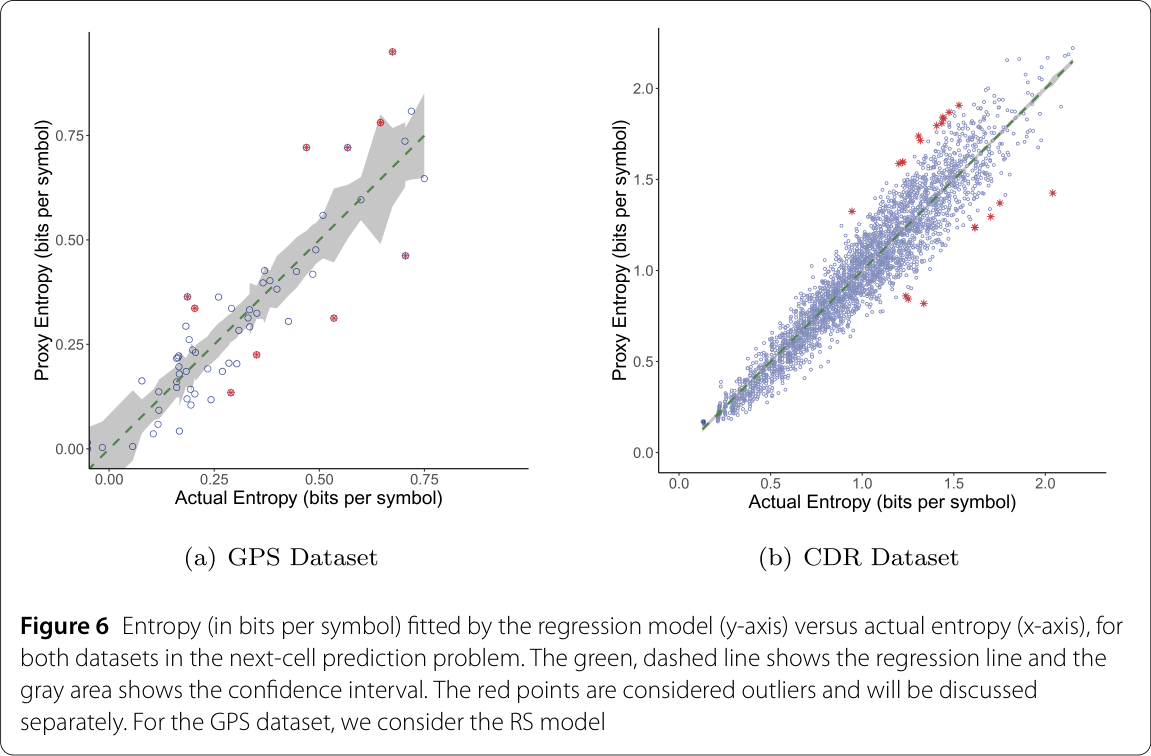 Proxy Entropy (bits per symbol)
0.75
0.50
0.25
0.00
0.00 0.25 0.50 0.75
Actual Entropy (bits per symbol)
(a) GPS Dataset
Proxy Entropy (bits per symbol)
2.0
1.5
1.0
0.5
0.0
0.0 0.5 1.0 1.5 2.0
Actual Entropy (bits per symbol)
(b) CDR Dataset
Figure 6 Entropy (in bits per symbol) fitted by the regression model (y-axis) versus actual entropy (x-axis), for
both datasets in the next-cell prediction problem. The green, dashed line shows the regression line and the
gray area shows the confidence interval. The red points are considered outliers and will be discussed
separately. For the GPS dataset, we consider the RS model